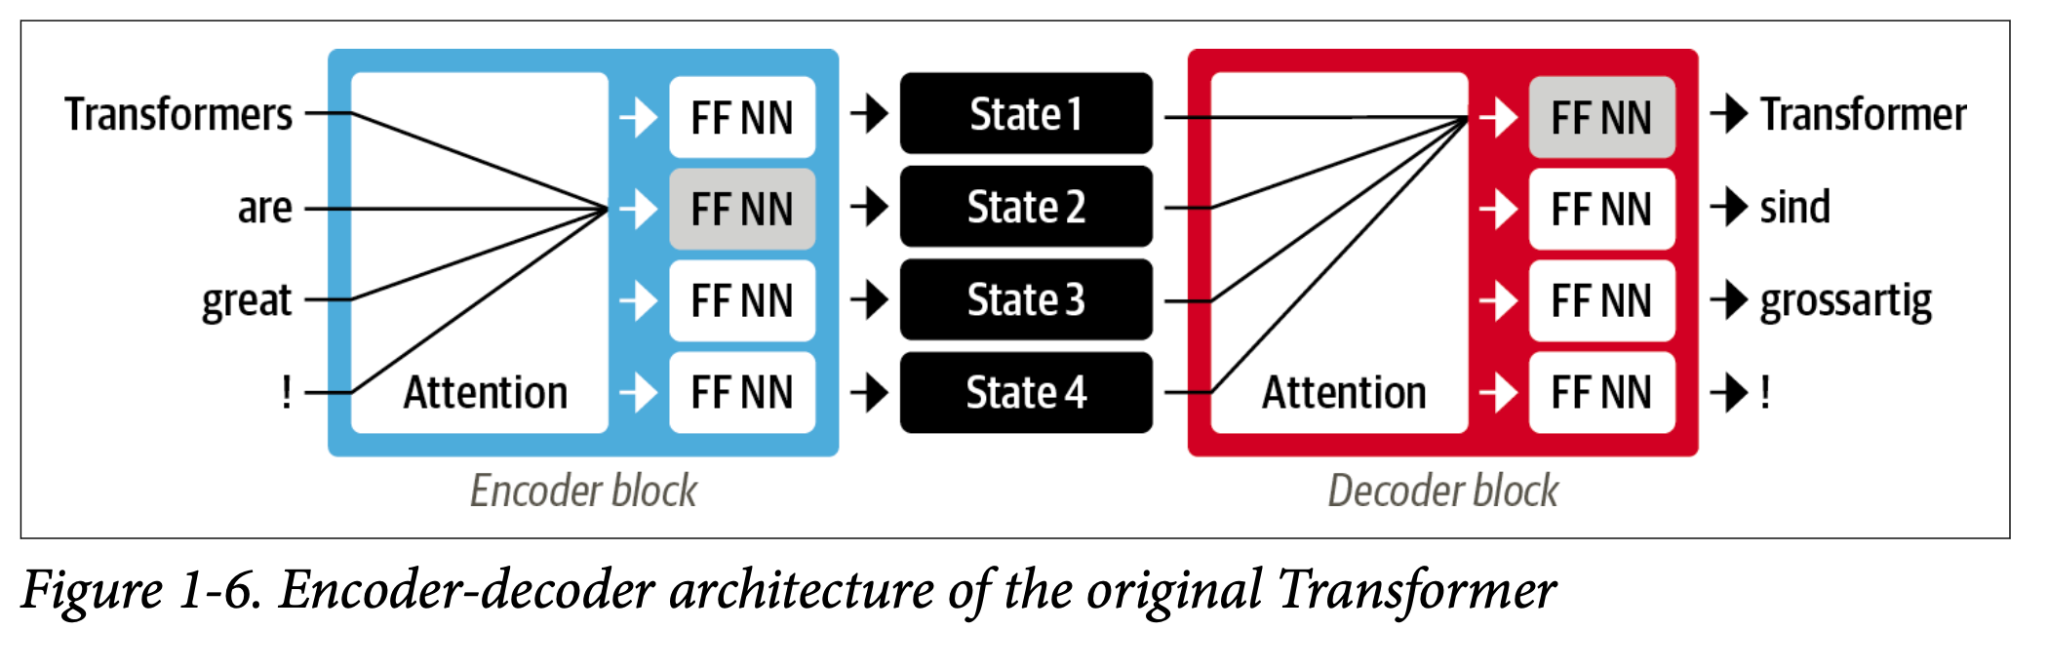 Transformers FF NN State 1 FF NN Transformer
are FF NN State 2 FF NN sind
great FF NN State 3 FF NN grossartig
! Attention FF NN State 4 Attention FF NN !
Encoder block Decoder block
Figure 1-6. Encoder-decoder architecture of the original Transformer